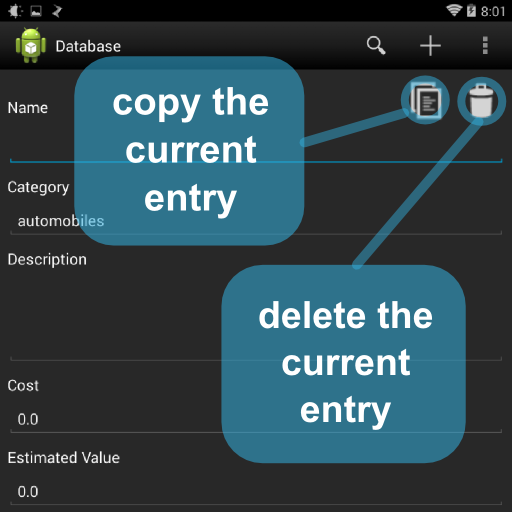 8:01
Database
Name
copy the
current
entry
Category
automobiles
Description
delete the
current
entry
Cost
0.0
Estimated Value
0.0